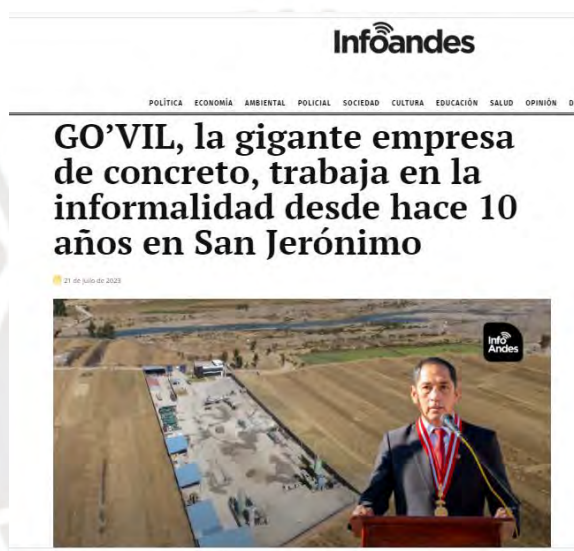 Infoandes
POLÍTICA ECONOMÍA AMBIENTAL POLICIAL SOCIEDAD CULTURA EDUCACIÓN SALUD OPINIÓN D
GO’VIL, la gigante empresa
de concreto, trabaja en la
informalidad desde hace 10
años en San Jerónimo
21 de julio de 2023
Info
Andes